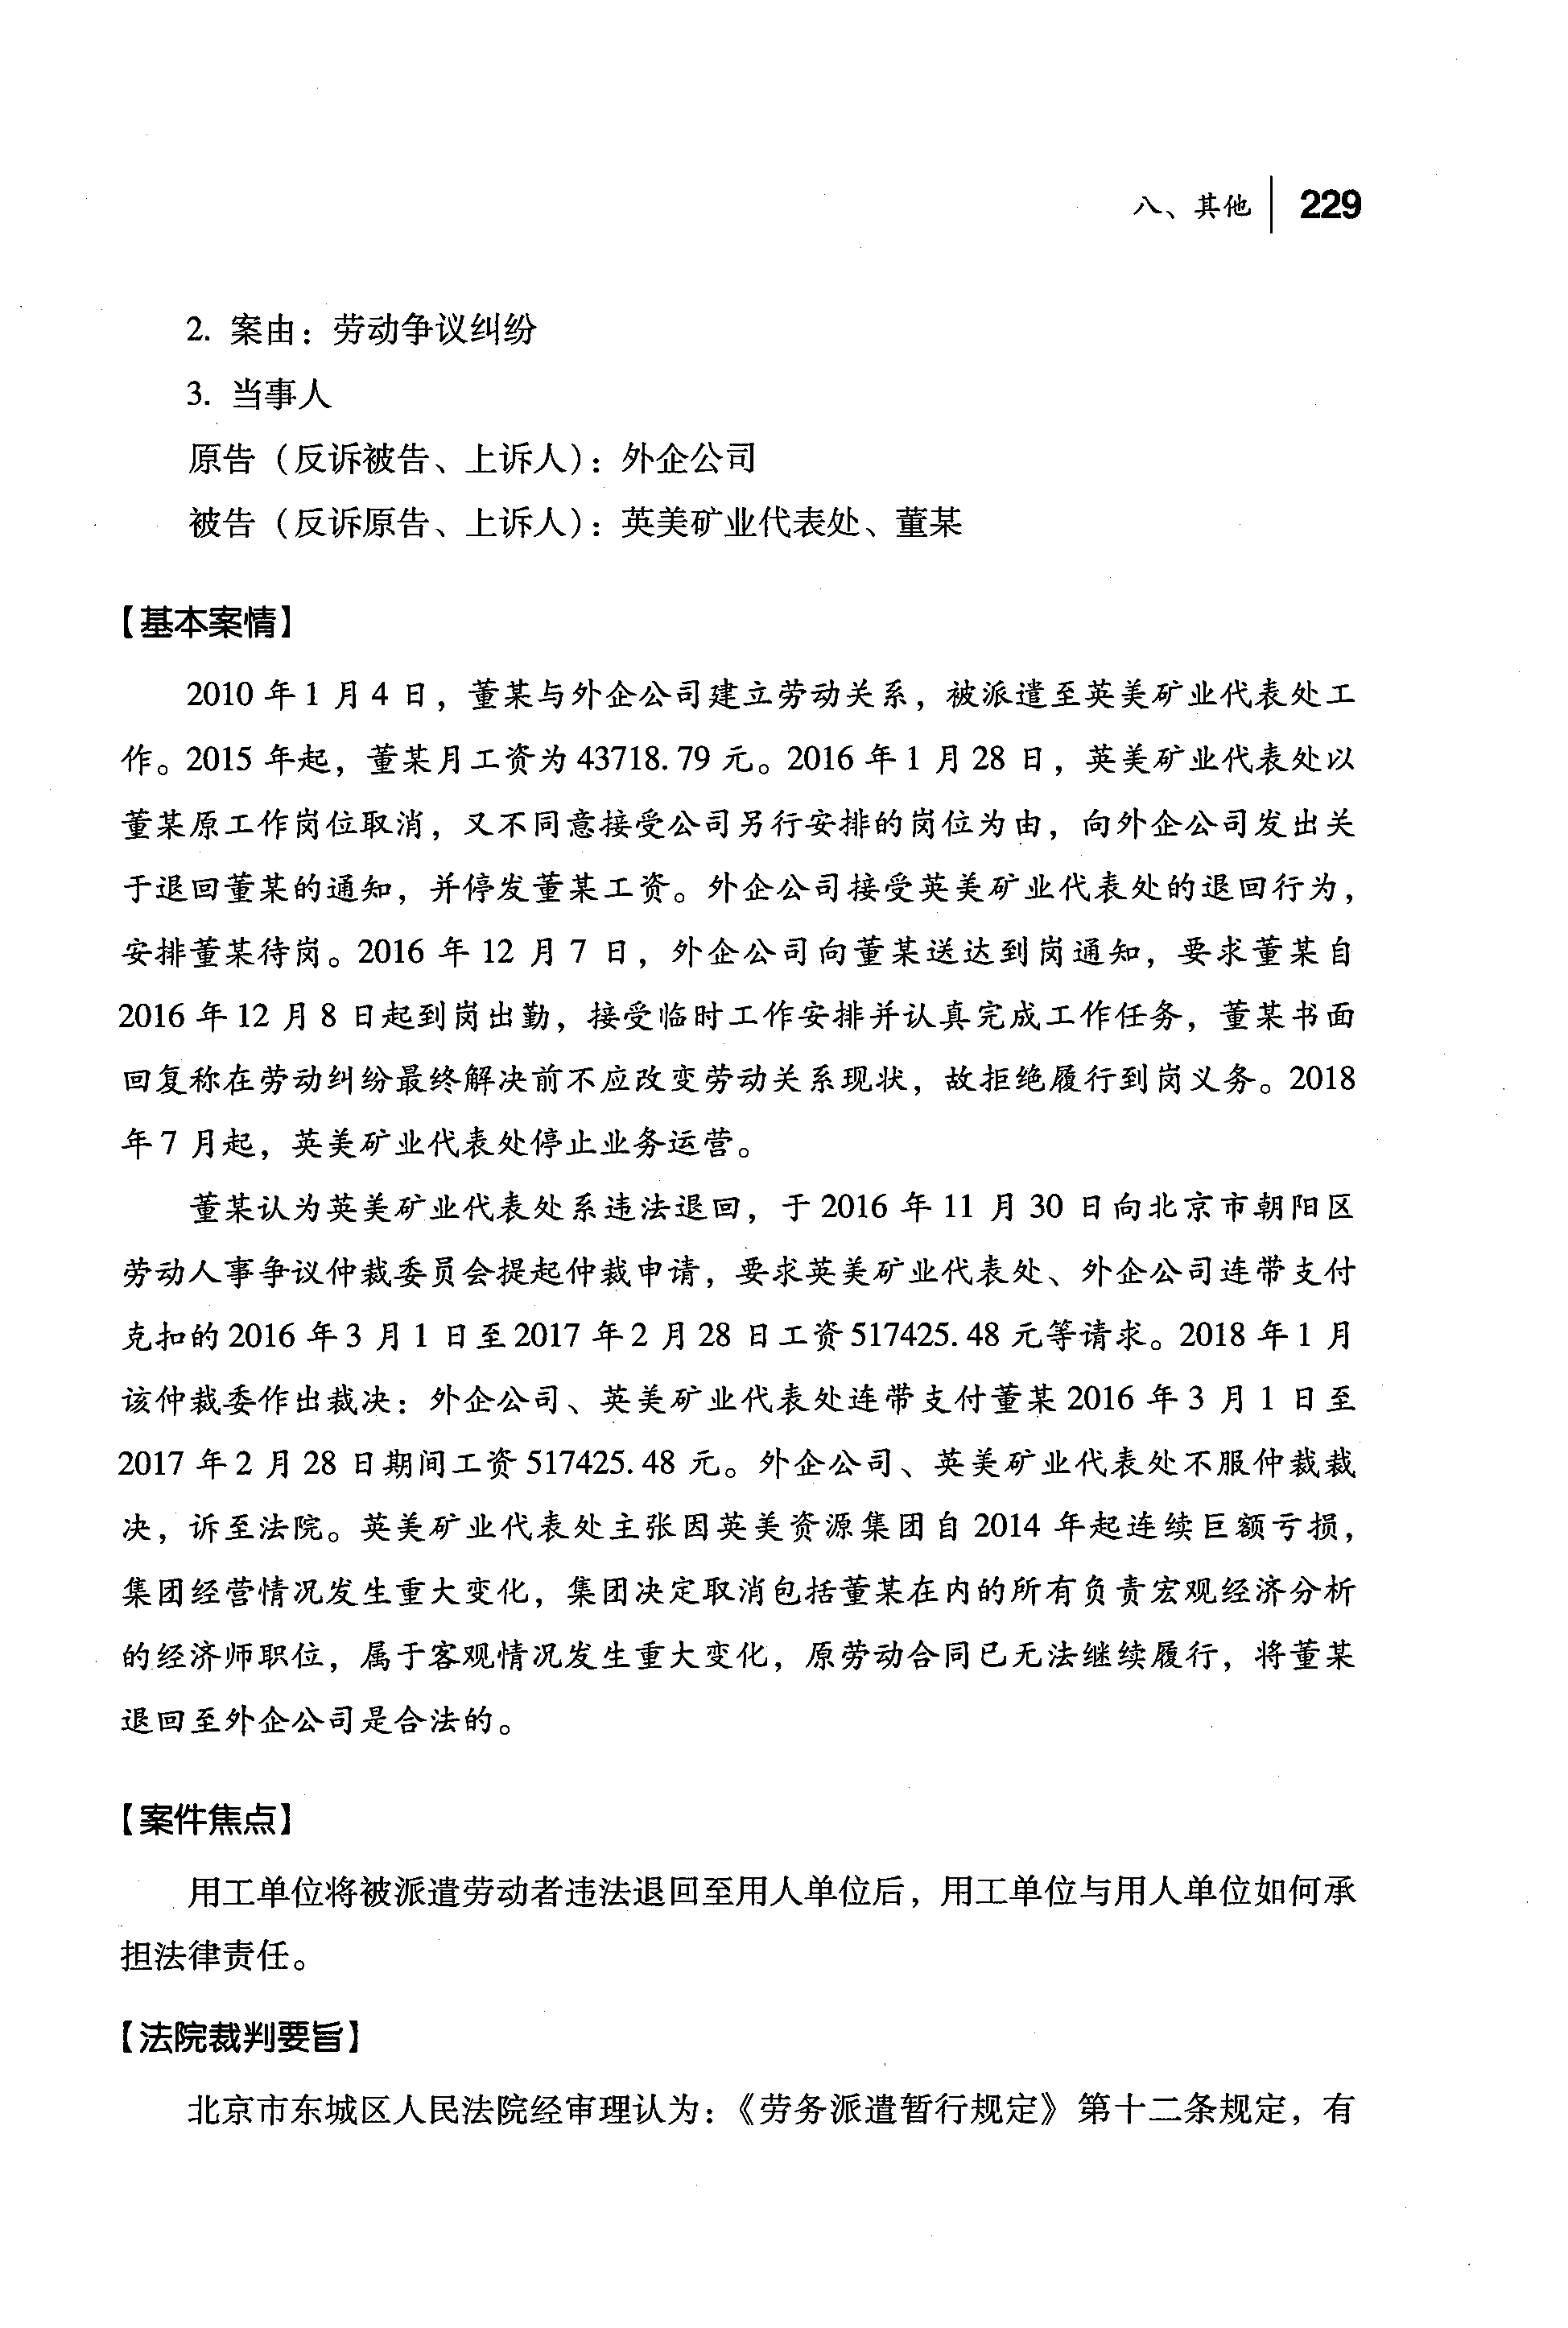 八、其他 229
2. 案由：劳动争议纠纷
3. 当事人
原告（反诉被告、上诉人）：外企公司
被告（反诉原告、上诉人）：英美矿业代表处、董某
【基本案情】
2010 年 1 月 4 日，董某与外企公司建立劳动关系，被派遣至英美矿业代表处工
作。2015 年起，董某月工资为 43718.79 元。2016 年 1 月 28 日，英美矿业代表处以
董某原工作岗位取消，又不同意接受公司另行安排的岗位为由，向外企公司发出关
于退回董某的通知，并停发董某工资。外企公司接受英美矿业代表处的退回行为，
安排董某待岗。2016 年 12 月 7 日，外企公司向董某送达到岗通知，要求董某自
2016 年 12 月 8 日起到岗出勤，接受临时工作安排并认真完成工作任务，董某书面
回复称在劳动纠纷最终解决前不应改变劳动关系现状，故拒绝履行到岗义务。2018
年 7 月起，英美矿业代表处停止业务运营。
董某认为英美矿业代表处系违法退回，于 2016 年 11 月 30 日向北京市朝阳区
劳动人事争议仲裁委员会提起仲裁申请，要求英美矿业代表处、外企公司连带支付
克扣的 2016 年 3 月 1 日至 2017 年 2 月 28 日工资 517425.48 元等请求。2018 年 1 月
该仲裁委作出裁决：外企公司、英美矿业代表处连带支付董某 2016 年 3 月 1 日至
2017 年 2 月 28 日期间工资 517425.48 元。外企公司、英美矿业代表处不服仲裁裁
决，诉至法院。英美矿业代表处主张因英美资源集团自 2014 年起连续巨额亏损，
集团经营情况发生重大变化，集团决定取消包括董某在内的所有负责宏观经济分析
的经济师职位，属于客观情况发生重大变化，原劳动合同已无法继续履行，将董某
退回至外企公司是合法的。
【案件焦点】
用工单位将被派遣劳动者违法退回至用人单位后，用工单位与用人单位如何承
担法律责任。
【法院裁判要旨】
北京市东城区人民法院经审理认为：《劳务派遣暂行规定》第十二条规定，有